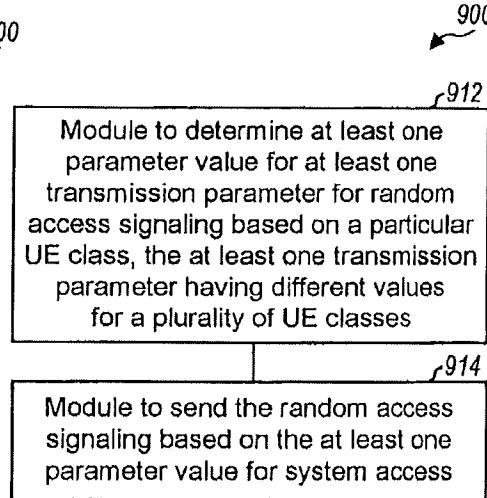 00
900
912
Module to determine at least one
parameter value for at least one
transmission parameter for random
access signaling based on a particular
UE class, the at least one transmission
parameter having different values
for a plurality of UE classes
914
Module to send the random access
signaling based on the at least one
parameter value for system access